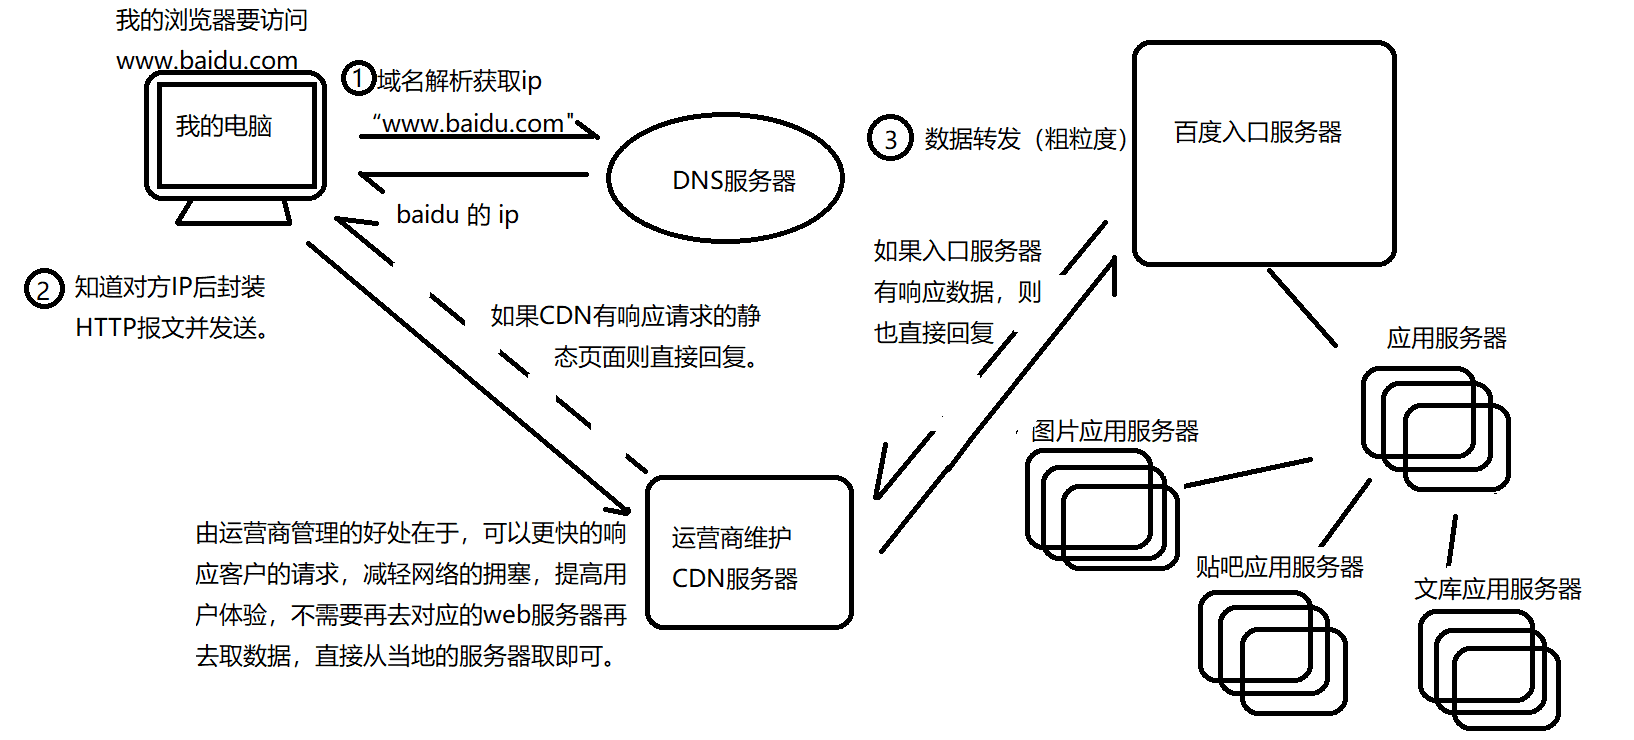 我的浏览器要访问
www.baidu.com
我的电脑
①域名解析获取ip
“www.baidu.com"
DNS服务器
baidu 的 ip
② 知道对方IP后封装
HTTP报文并发送。
如果CDN有响应请求的静
态页面则直接回复。
③ 数据转发（粗粒度）
百度入口服务器
如果入口服务器
有响应数据，则
也直接回复
由运营商管理的好处在于，可以更快的响
应客户的请求，减轻网络的拥塞，提高用
户体验，不需要再去对应的web服务器再
去取数据，直接从当地的服务器取即可。
运营商维护
CDN服务器
应用服务器
图片应用服务器
贴吧应用服务器
文库应用服务器